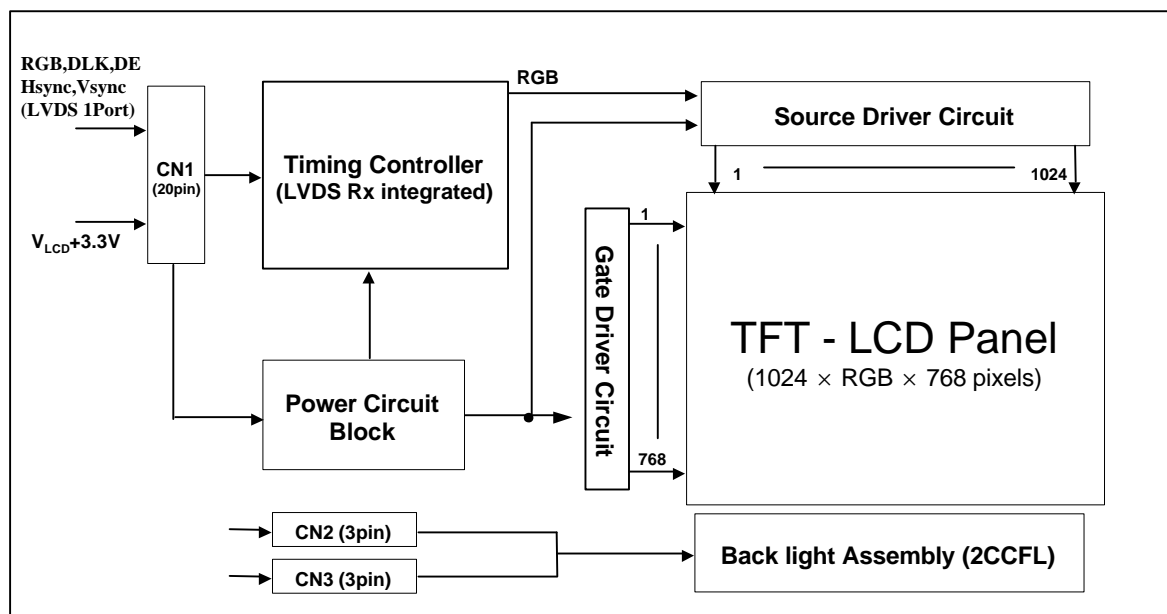 RGB,DLK,DE
Hsync,Vsync
(LVDS 1Port)
CN1
(20pin)
VLCD+3.3V
Timing Controller
(LVDS Rx integrated)
RGB
Source Driver Circuit
1
1024
Power Circuit
Block
Gate Driver Circuit
1
768
TFT - LCD Panel
(1024 × RGB × 768 pixels)
CN2 (3pin)
CN3 (3pin)
Back light Assembly (2CCFL)